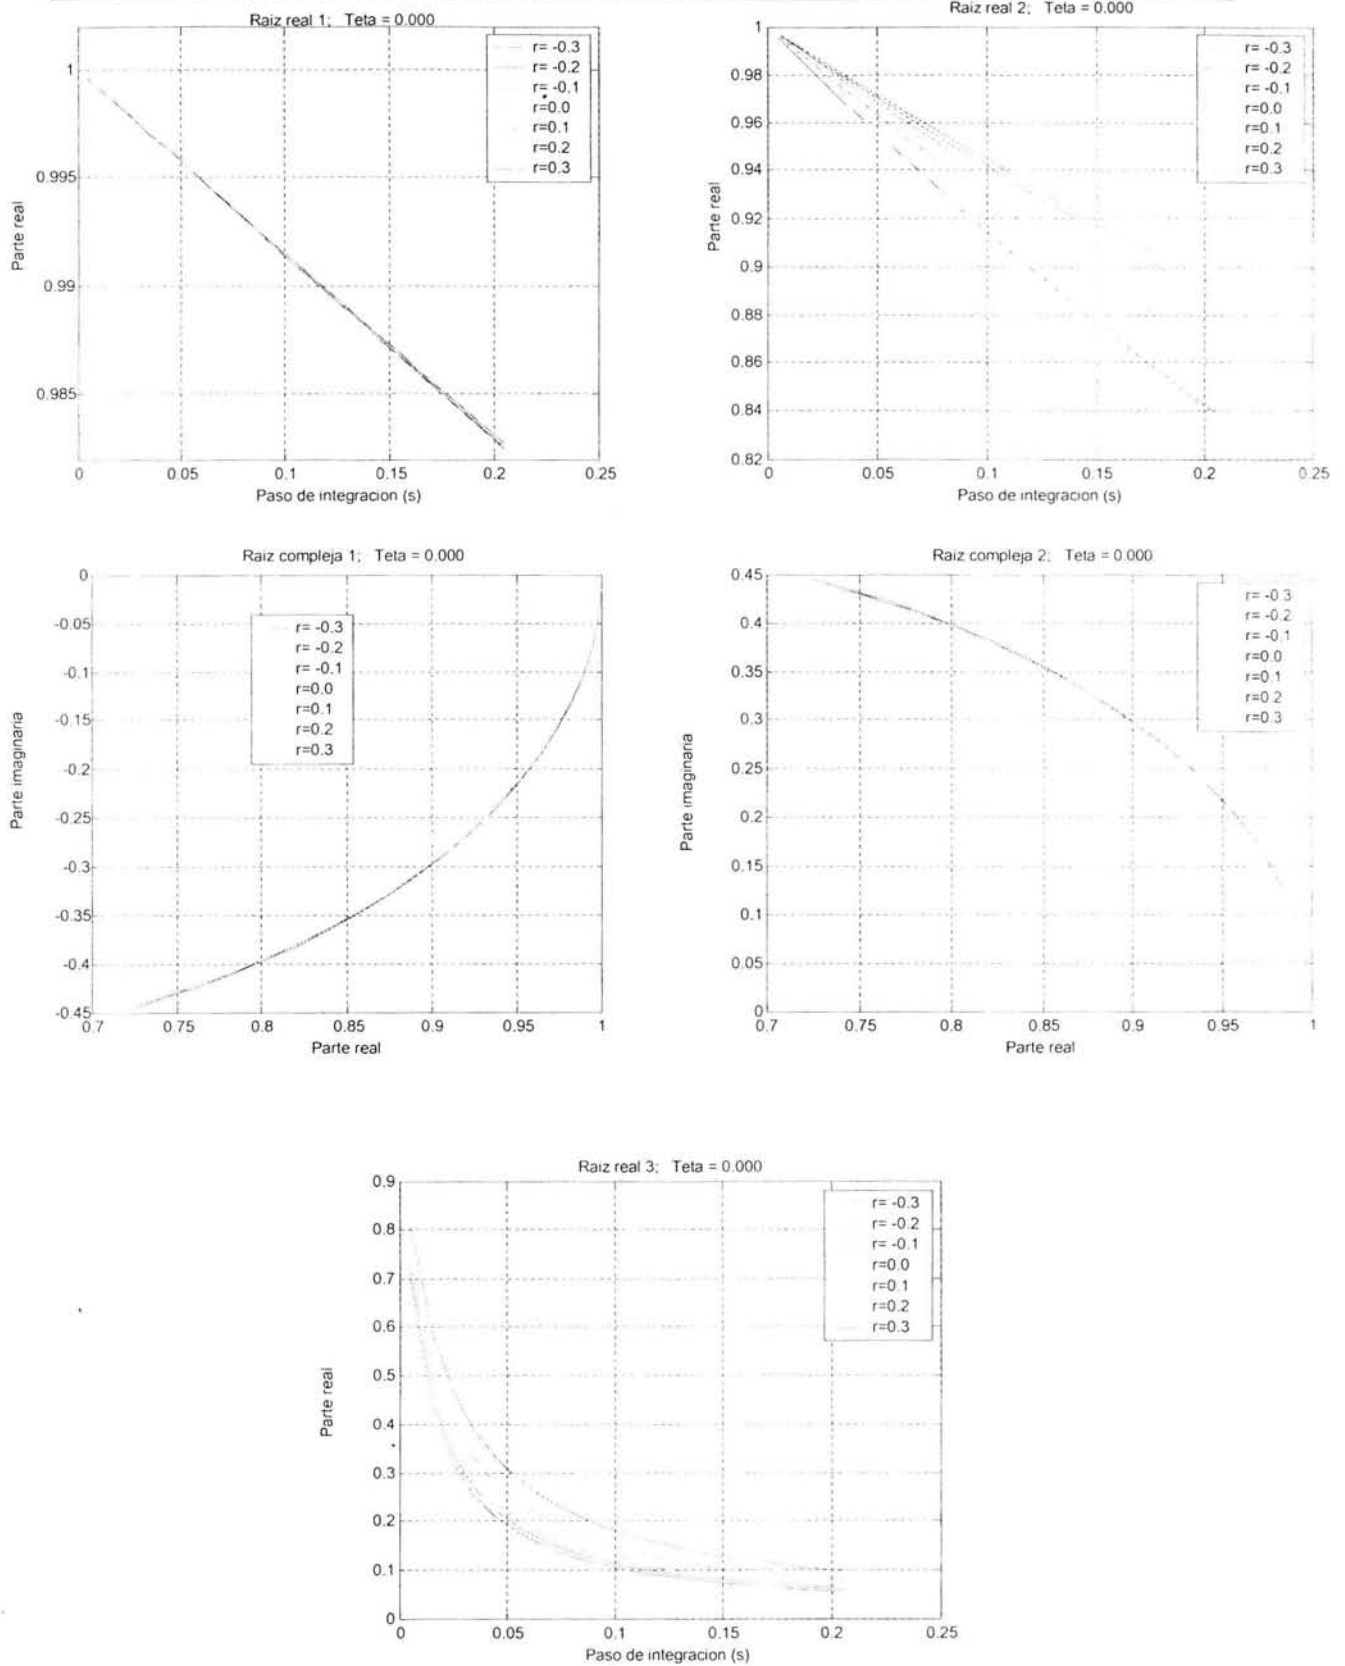 Raiz real 1; Teta = 0.000
1
0.995
0.99
0.985
Parte real
0 0.05 0.1 0.15 0.2 0.25
Paso de integracion (s)
r= -0.3
r= -0.2
r= -0.1
r=0.0
r=0.1
r=0.2
r=0.3
Raiz real 2; Teta = 0.000
1
0.98
0.96
0.94
0.92
0.9
0.88
0.86
0.84
0.82
Parte real
0 0.05 0.1 0.15 0.2 0.25
Paso de integracion (s)
r= -0.3
r= -0.2
r= -0.1
r=0.0
r=0.1
r=0.2
r=0.3
Raiz compleja 1; Teta = 0.000
0
-0.05
-0.1
-0.15
-0.2
-0.25
-0.3
-0.35
-0.4
-0.45
Parte imaginaria
0.7 0.75 0.8 0.85 0.9 0.95 1
Parte real
r= -0.3
r= -0.2
r= -0.1
r=0.0
r=0.1
r=0.2
r=0.3
Raiz compleja 2; Teta = 0.000
0.45
0.4
0.35
0.3
0.25
0.2
0.15
0.1
0.05
0
Parte imaginaria
0.7 0.75 0.8 0.85 0.9 0.95 1
Parte real
r= -0.3
r= -0.2
r= -0.1
r=0.0
r=0.1
r=0.2
r=0.3
Raiz real 3; Teta = 0.000
0.9
0.8
0.7
0.6
0.5
0.4
0.3
0.2
0.1
0
Parte real
0 0.05 0.1 0.15 0.2 0.25
Paso de integracion (s)
r= -0.3
r= -0.2
r= -0.1
r=0.0
r=0.1
r=0.2
r=0.3